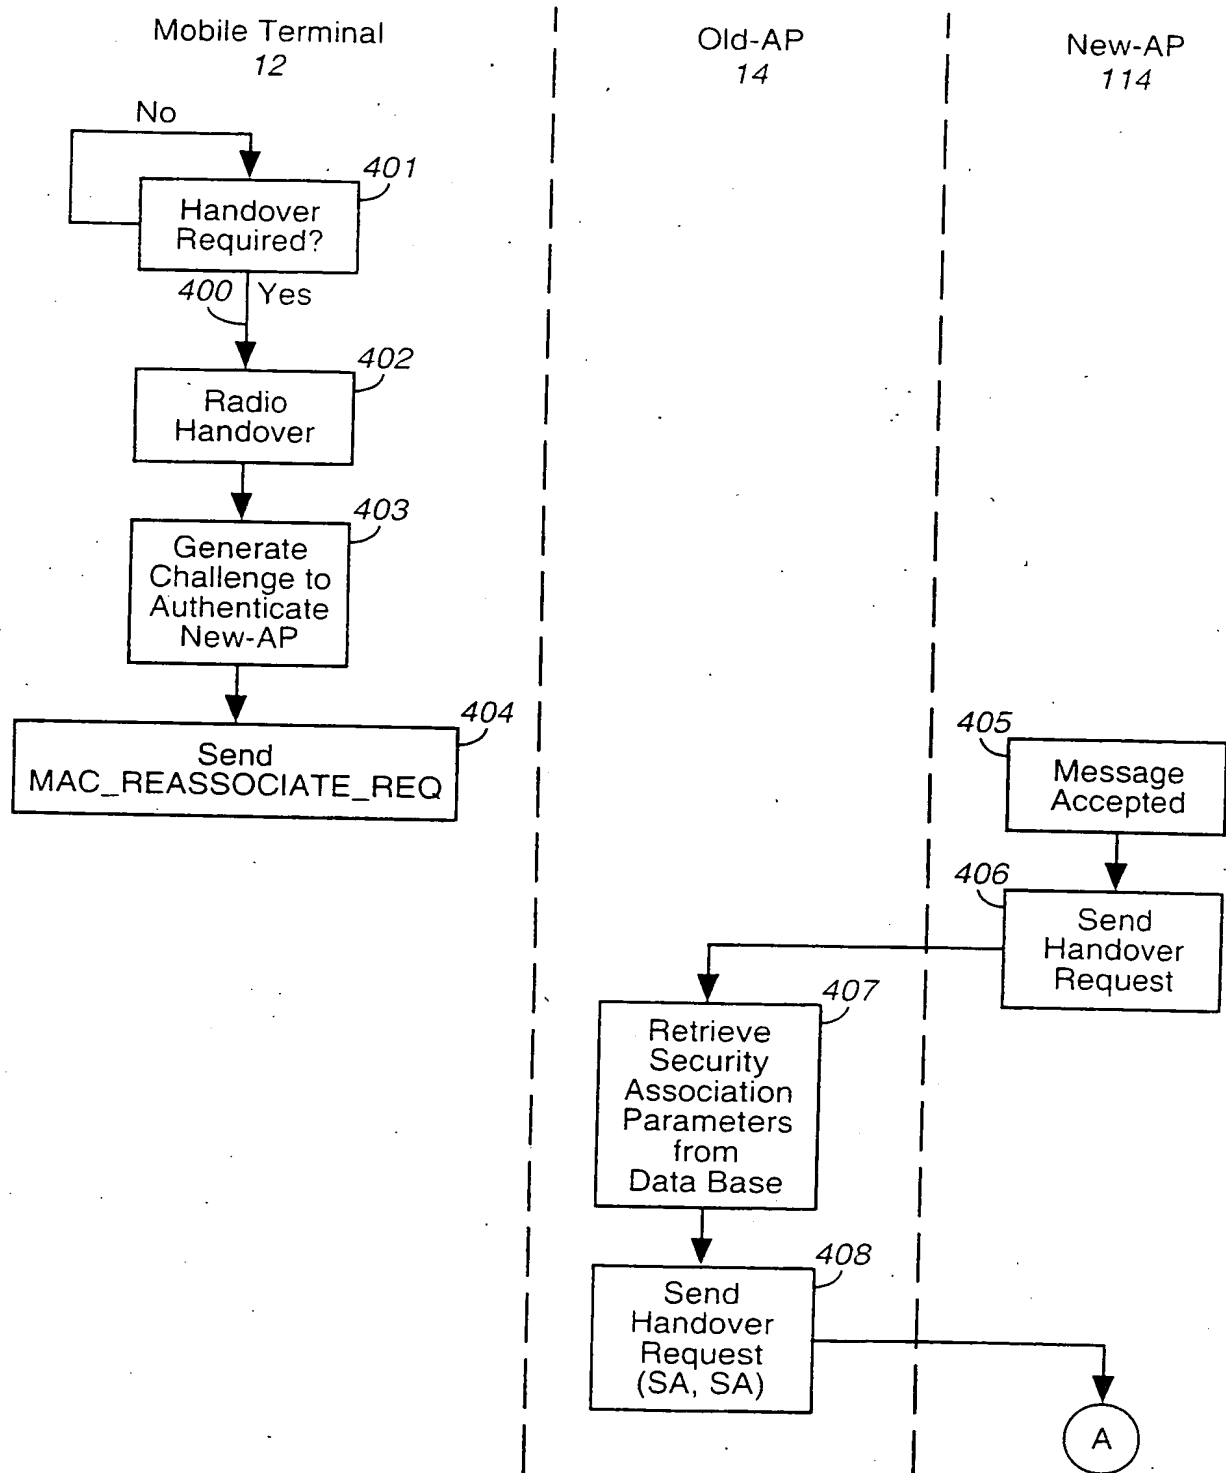 Mobile Terminal
12
Old-AP
14
New-AP
114
No
401
Handover
Required?
400
Yes
402
Radio
Handover
403
Generate
Challenge to
Authenticate
New-AP
404
Send
MAC_REASSOCIATE_REQ
405
Message
Accepted
406
Send
Handover
Request
407
Retrieve
Security
Association
Parameters
from
Data Base
408
Send
Handover
Request
(SA, SA)
A